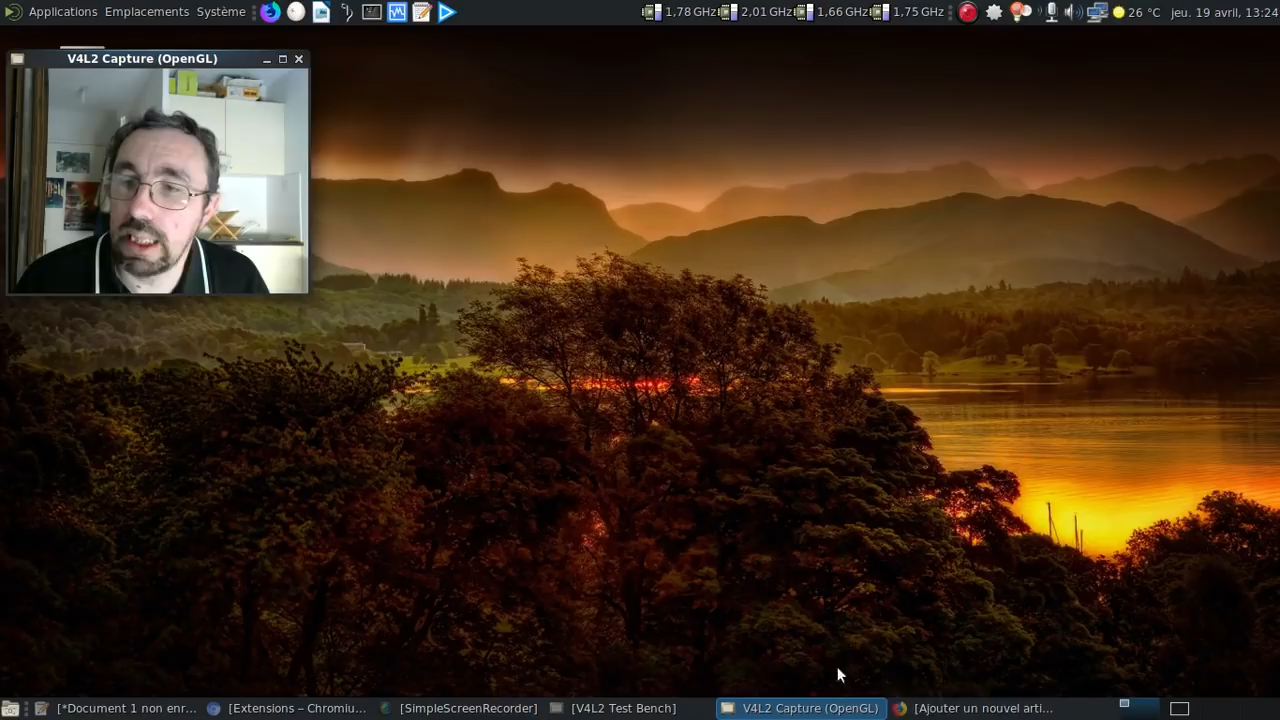 Applications Emplacements Système 1,78 GHz 2,01 GHz 1,66 GHz 1,75 GHz 26 °C jeu. 19 avril, 13:24
V4L2 Capture (OpenGL)
[*Document 1 non enr... [Extensions – Chromiu... [SimpleScreenRecorder] [V4L2 Test Bench] V4L2 Capture (OpenGL) [Ajouter un nouvel arti...